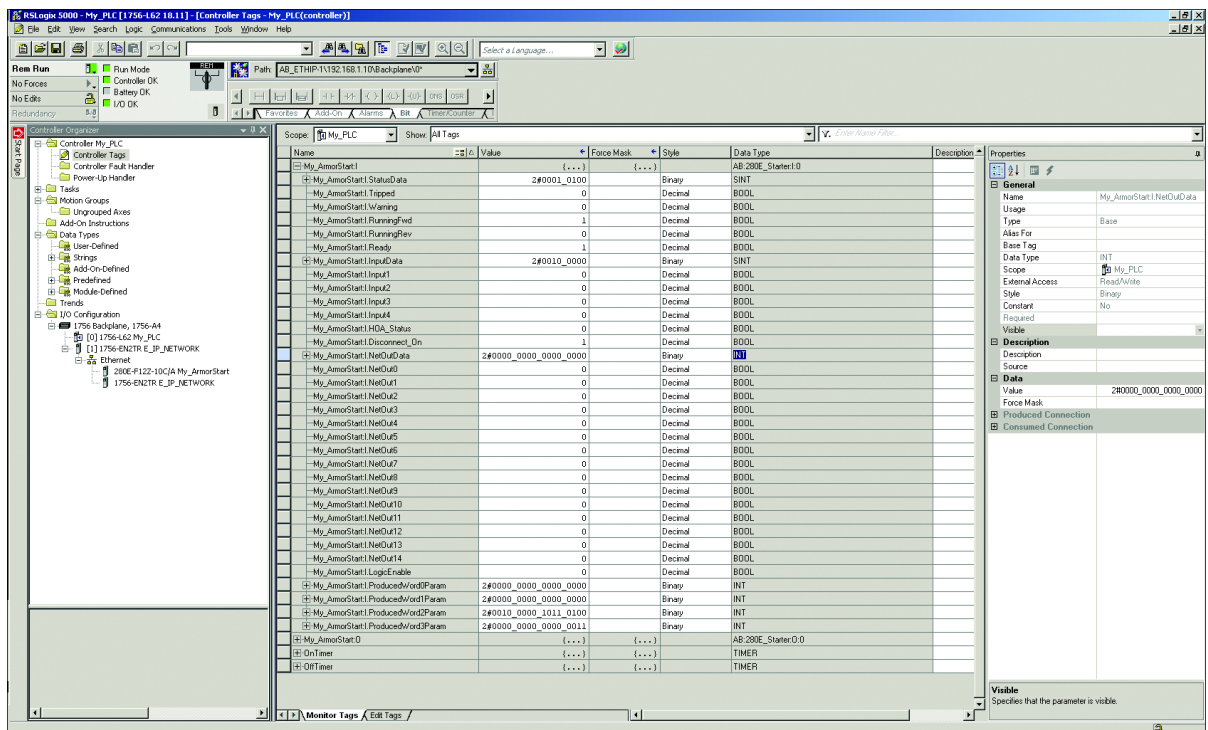 RSLogix 5000 - My_PLC [1756-L62 18.11] - [Controller Tags - My_PLC(controller)]
File Edit View Search Logic Communications Tools Window Help
Select a Language...
Rem Run
No Forces
No Edits
Redundancy
Run Mode
Controller OK
Battery OK
I/O OK
REM
Path: AB_ETHIP-1\192.168.1.10\Backplane\0*
Favorites Add-On Alarms Bit Timer/Counter
Start Page
Controller Organizer
Controller My_PLC
Controller Tags
Controller Fault Handler
Power-Up Handler
Tasks
Motion Groups
Ungrouped Axes
Add-On Instructions
Data Types
User-Defined
Strings
Add-On-Defined
Predefined
Module-Defined
Trends
I/O Configuration
1756 Backplane, 1756-A4
[0] 1756-L62 My_PLC
[1] 1756-EN2TR E_IP_NETWORK
Ethernet
280E-F12Z-10C/A My_ArmorStart
1756-EN2TR E_IP_NETWORK
Scope: My_PLC Show: All Tags Enter Name Filter...
Name Value Force Mask Style Data Type Description
My_ArmorStart:I {...} {...} AB:280E_Starter:I:0
My_ArmorStart:I.StatusData 2#0001_0100 Binary SINT
My_ArmorStart:I.Tripped 0 Decimal BOOL
My_ArmorStart:I.Warning 0 Decimal BOOL
My_ArmorStart:I.RunningFwd 1 Decimal BOOL
My_ArmorStart:I.RunningRev 0 Decimal BOOL
My_ArmorStart:I.Ready 1 Decimal BOOL
My_ArmorStart:I.InputData 2#0010_0000 Binary SINT
My_ArmorStart:I.Input1 0 Decimal BOOL
My_ArmorStart:I.Input2 0 Decimal BOOL
My_ArmorStart:I.Input3 0 Decimal BOOL
My_ArmorStart:I.Input4 0 Decimal BOOL
My_ArmorStart:I.HOA_Status 0 Decimal BOOL
My_ArmorStart:I.Disconnect_On 1 Decimal BOOL
My_ArmorStart:I.NetOutData 2#0000_0000_0000_0000 Binary INT
My_ArmorStart:I.NetOut0 0 Decimal BOOL
My_ArmorStart:I.NetOut1 0 Decimal BOOL
My_ArmorStart:I.NetOut2 0 Decimal BOOL
My_ArmorStart:I.NetOut3 0 Decimal BOOL
My_ArmorStart:I.NetOut4 0 Decimal BOOL
My_ArmorStart:I.NetOut5 0 Decimal BOOL
My_ArmorStart:I.NetOut6 0 Decimal BOOL
My_ArmorStart:I.NetOut7 0 Decimal BOOL
My_ArmorStart:I.NetOut8 0 Decimal BOOL
My_ArmorStart:I.NetOut9 0 Decimal BOOL
My_ArmorStart:I.NetOut10 0 Decimal BOOL
My_ArmorStart:I.NetOut11 0 Decimal BOOL
My_ArmorStart:I.NetOut12 0 Decimal BOOL
My_ArmorStart:I.NetOut13 0 Decimal BOOL
My_ArmorStart:I.NetOut14 0 Decimal BOOL
My_ArmorStart:I.LogicEnable 0 Decimal BOOL
My_ArmorStart:I.ProducedWord0Param 2#0000_0000_0000_0000 Binary INT
My_ArmorStart:I.ProducedWord1Param 2#0000_0000_0000_0000 Binary INT
My_ArmorStart:I.ProducedWord2Param 2#0010_0000_1011_0100 Binary INT
My_ArmorStart:I.ProducedWord3Param 2#0000_0000_0000_0011 Binary INT
My_ArmorStart:O {...} {...} AB:280E_Starter:O:0
OnTimer {...} {...} TIMER
OffTimer {...} {...} TIMER
Monitor Tags Edit Tags
Properties
General
Name My_ArmorStart:I.NetOutData
Usage
Type Base
Alias For
Base Tag
Data Type INT
Scope My_PLC
External Access Read/Write
Style Binary
Constant No
Required
Visible
Description
Description
Source
Data
Value 2#0000_0000_0000_0000
Force Mask
Produced Connection
Consumed Connection
Visible
Specifies that the parameter is visible.